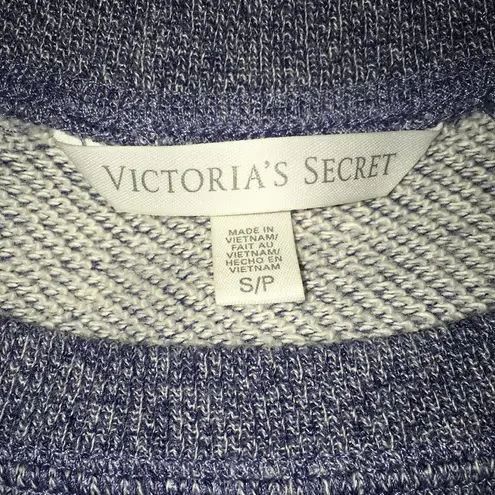 VICTORIA'S SECRET
MADE IN
VIETNAM/
FAIT AU
VIETNAM/
HECHO EN
VIETNAM
S/P